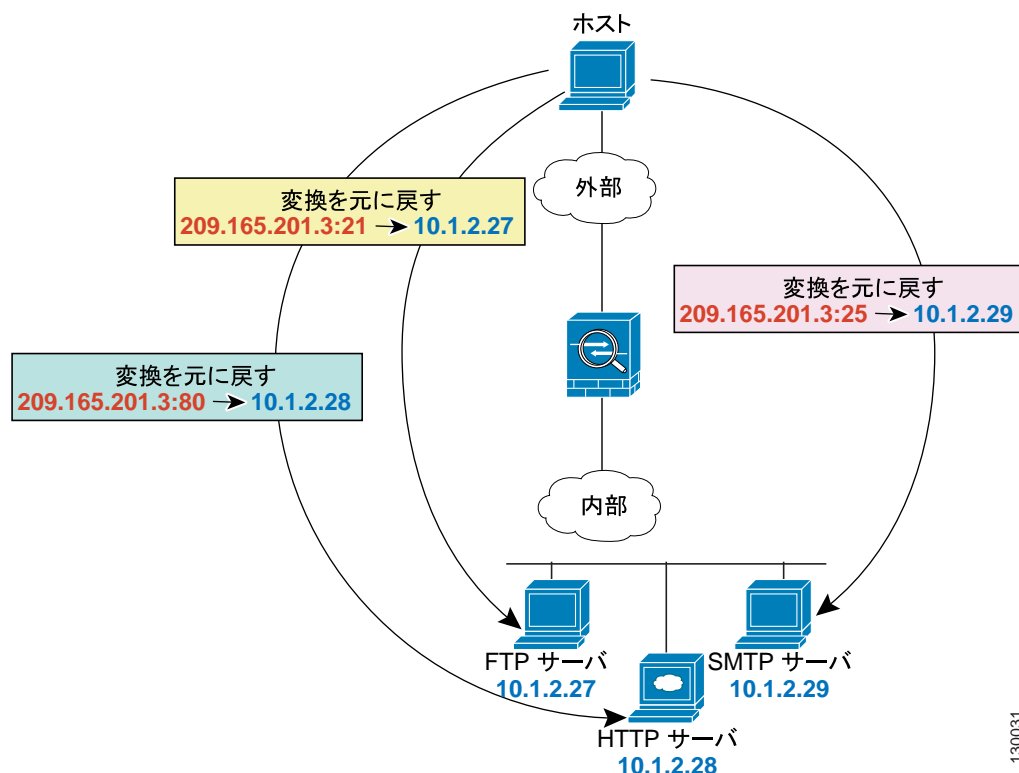 ホスト
外部
変換を元に戻す
209.165.201.3:21 → 10.1.2.27
変換を元に戻す
209.165.201.3:25 → 10.1.2.29
変換を元に戻す
209.165.201.3:80 → 10.1.2.28
内部
FTP サーバ
10.1.2.27
SMTP サーバ
10.1.2.29
HTTP サーバ
10.1.2.28
130031